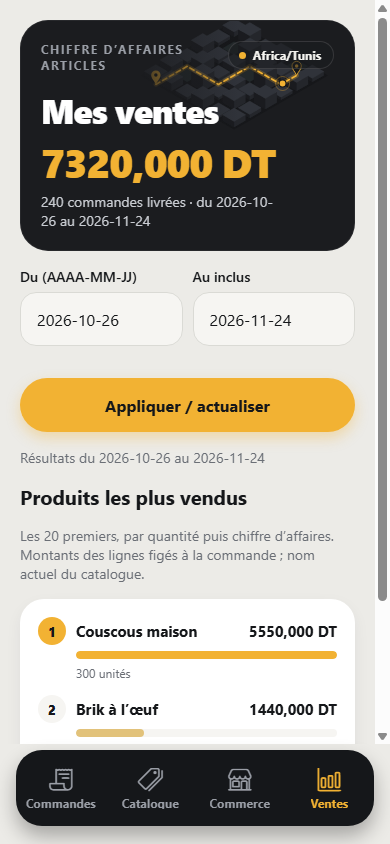 CHIFFRE D’AFFAIRES
ARTICLES
Africa/Tunis
Mes ventes
7320,000 DT
240 commandes livrées · du 2026-10-
26 au 2026-11-24
Du (AAAA-MM-JJ)
Au inclus
2026-10-26
2026-11-24
Appliquer / actualiser
Résultats du 2026-10-26 au 2026-11-24
Produits les plus vendus
Les 20 premiers, par quantité puis chiffre d’affaires.
Montants des lignes figés à la commande ; nom
actuel du catalogue.
1 Couscous maison 5550,000 DT
300 unités
2 Brik à l’œuf 1440,000 DT
Commandes
Catalogue
Commerce
Ventes